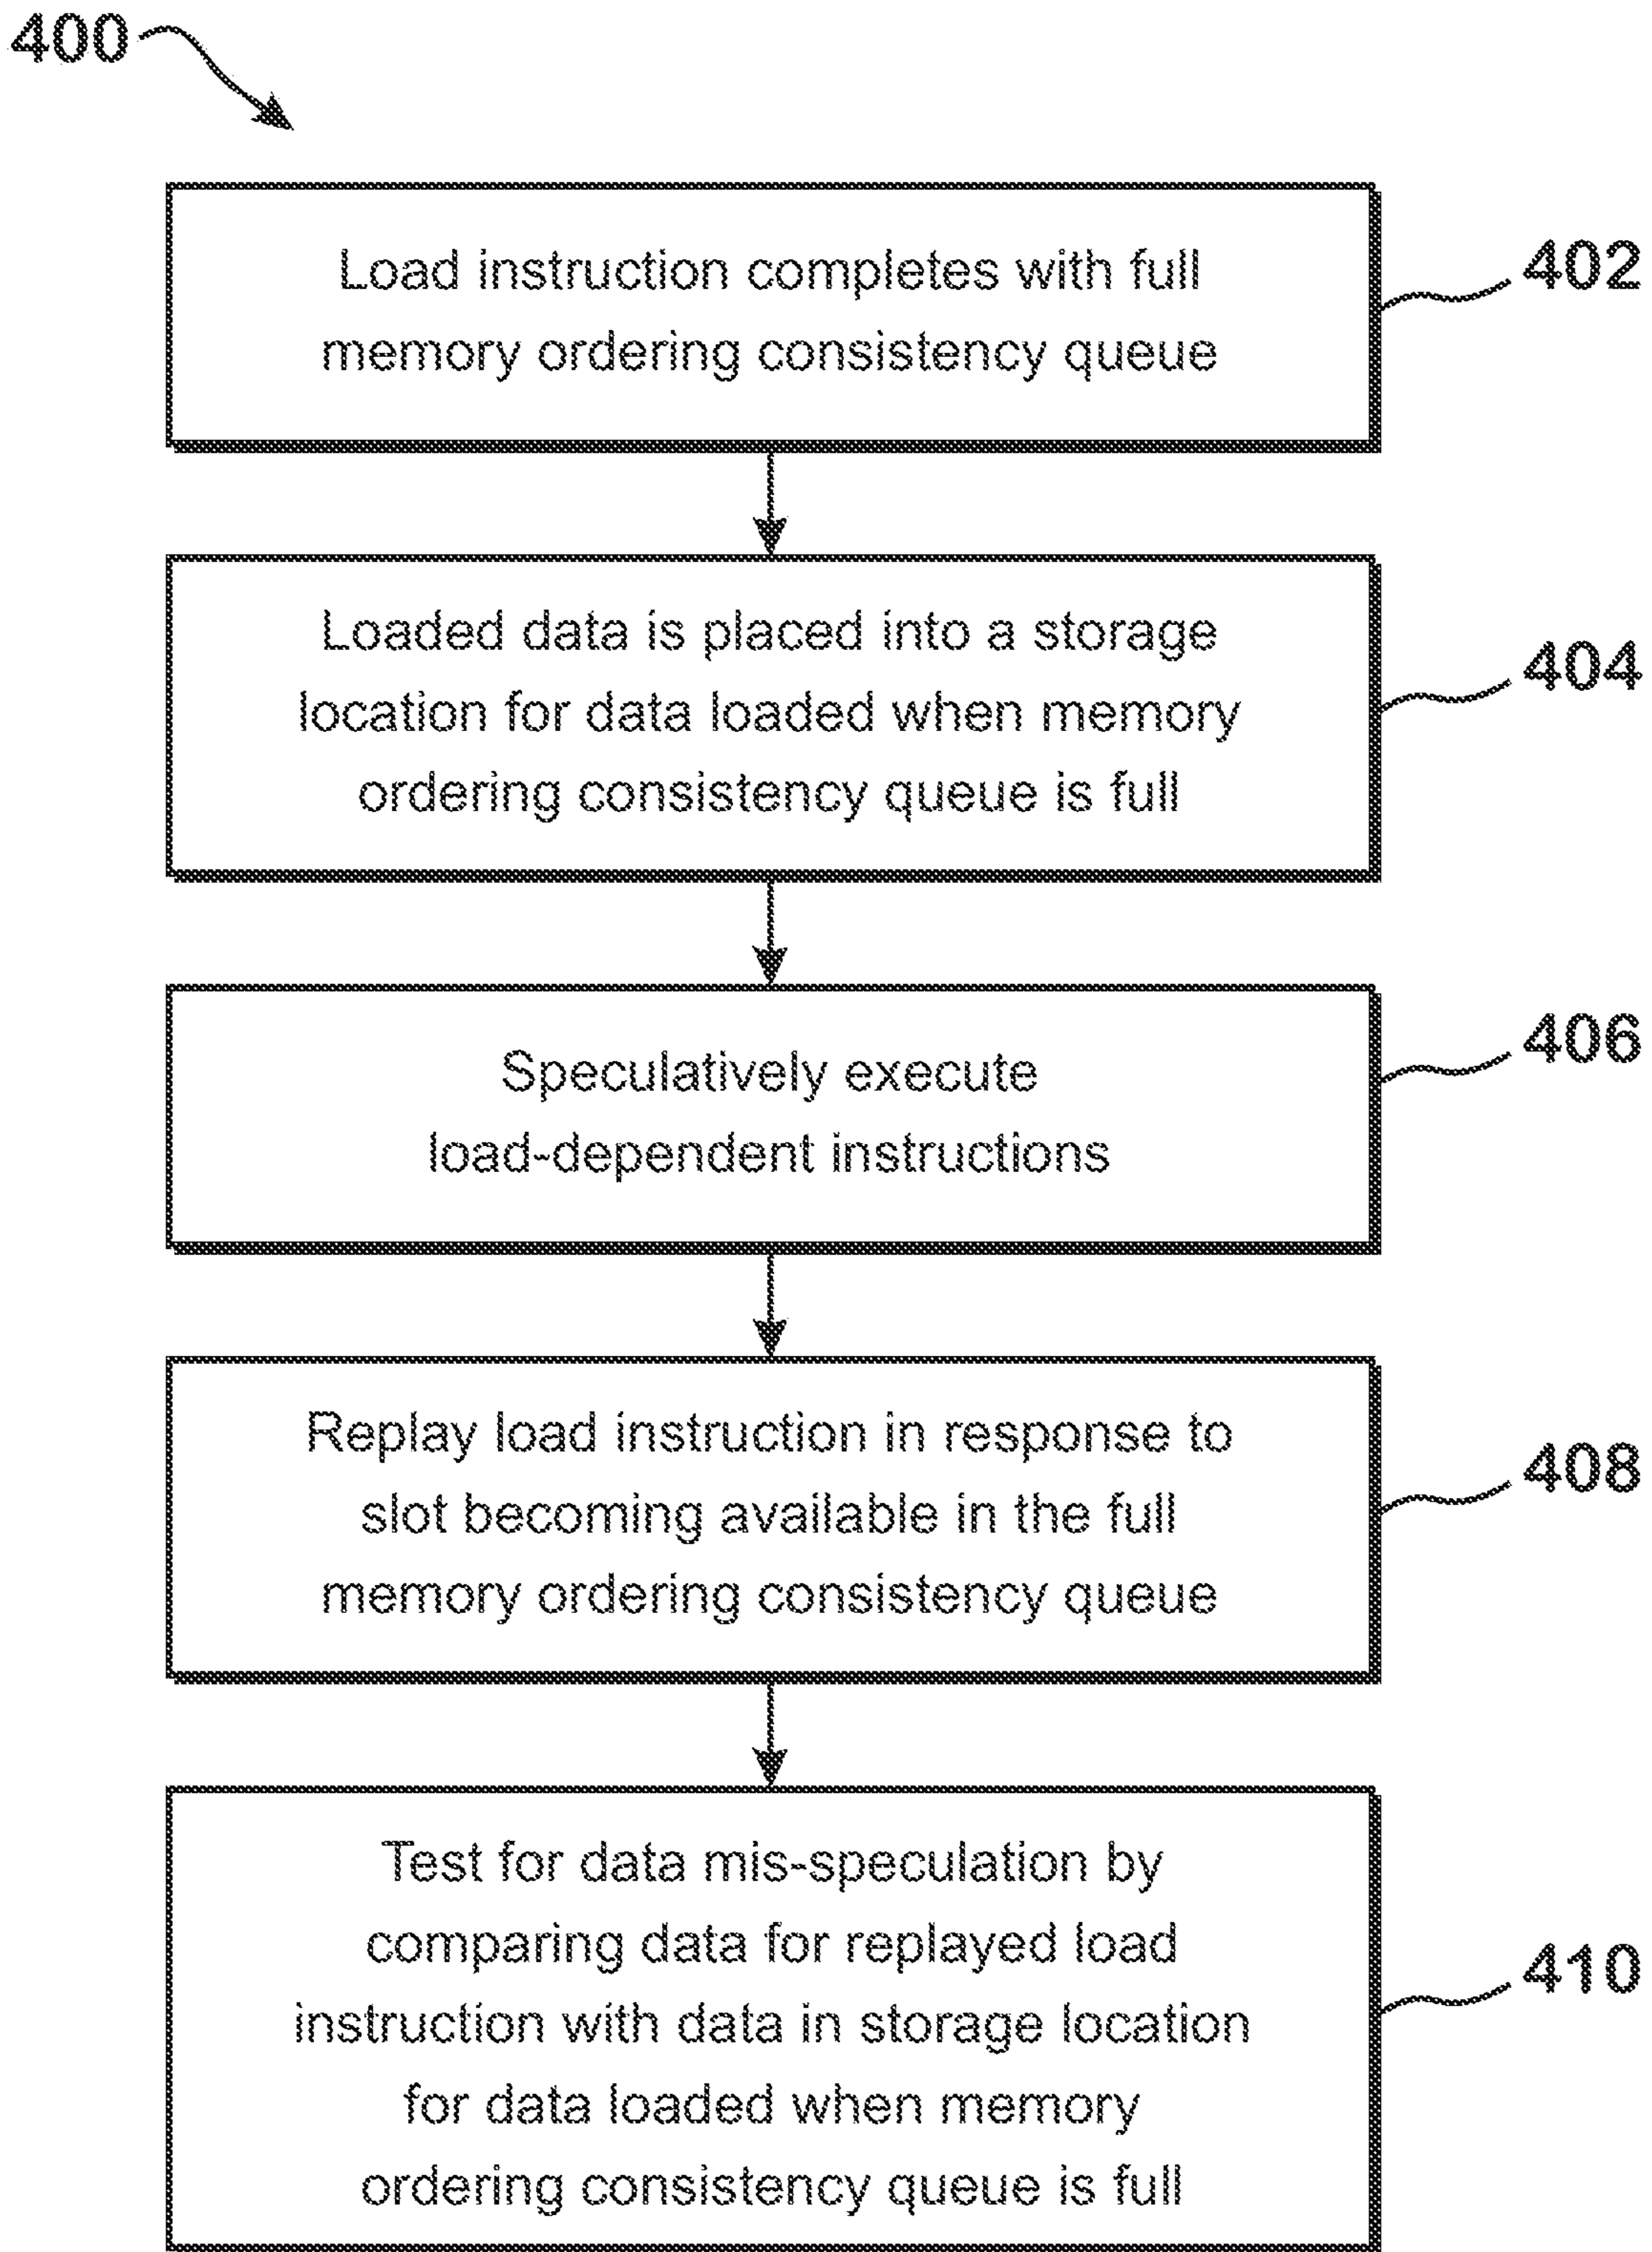 400
Load instruction completes with full
memory ordering consistency queue
402
Loaded data is placed into a storage
location for data loaded when memory
ordering consistency queue is full
404
Speculatively execute
load-dependent instructions
406
Replay load instruction in response to
slot becoming available in the full
memory ordering consistency queue
408
Test for data mis-speculation by
comparing data for replayed load
instruction with data in storage location
for data loaded when memory
ordering consistency queue is full
410